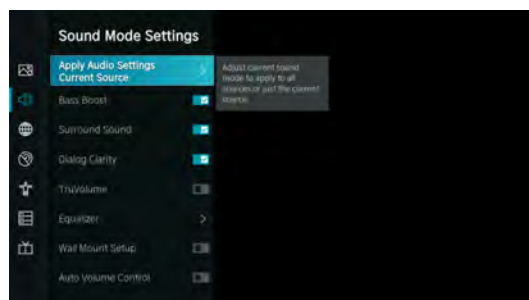 Sound Mode Settings
Apply Audio Settings
Current Source
Adjust current sound
mode to apply to all
sources or just the current
source.
Bass Boost
Surround Sound
Dialog Clarity
TruVolume
Equalizer
Wall Mount Setup
Auto Volume Control